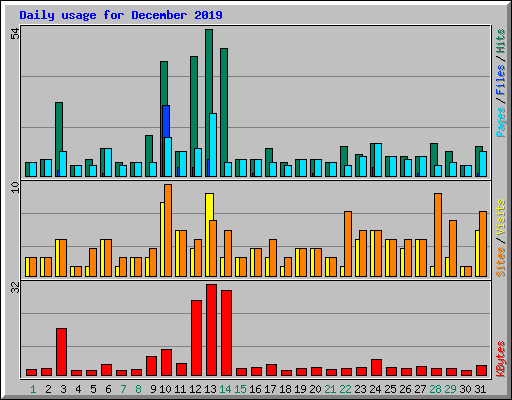 Daily usage for December 2019
54
Pages / Files / Hits
10
Sites / Visits
32
KBytes
1 2 3 4 5 6 7 8 9 10 11 12 13 14 15 16 17 18 19 20 21 22 23 24 25 26 27 28 29 30 31